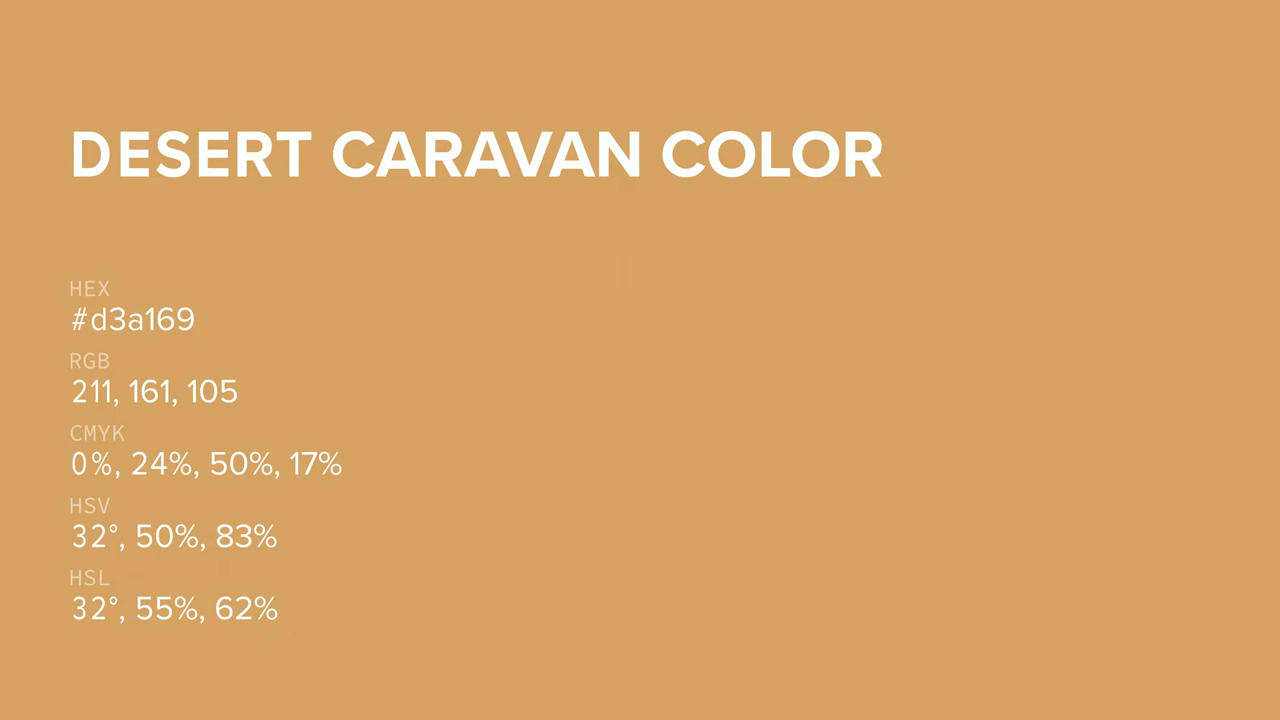 DESERT CARAVAN COLOR
HEX
#d3a169
RGB
211, 161, 105
CMYK
0%, 24%, 50%, 17%
HSV
32°, 50%, 83%
HSL
32°, 55%, 62%